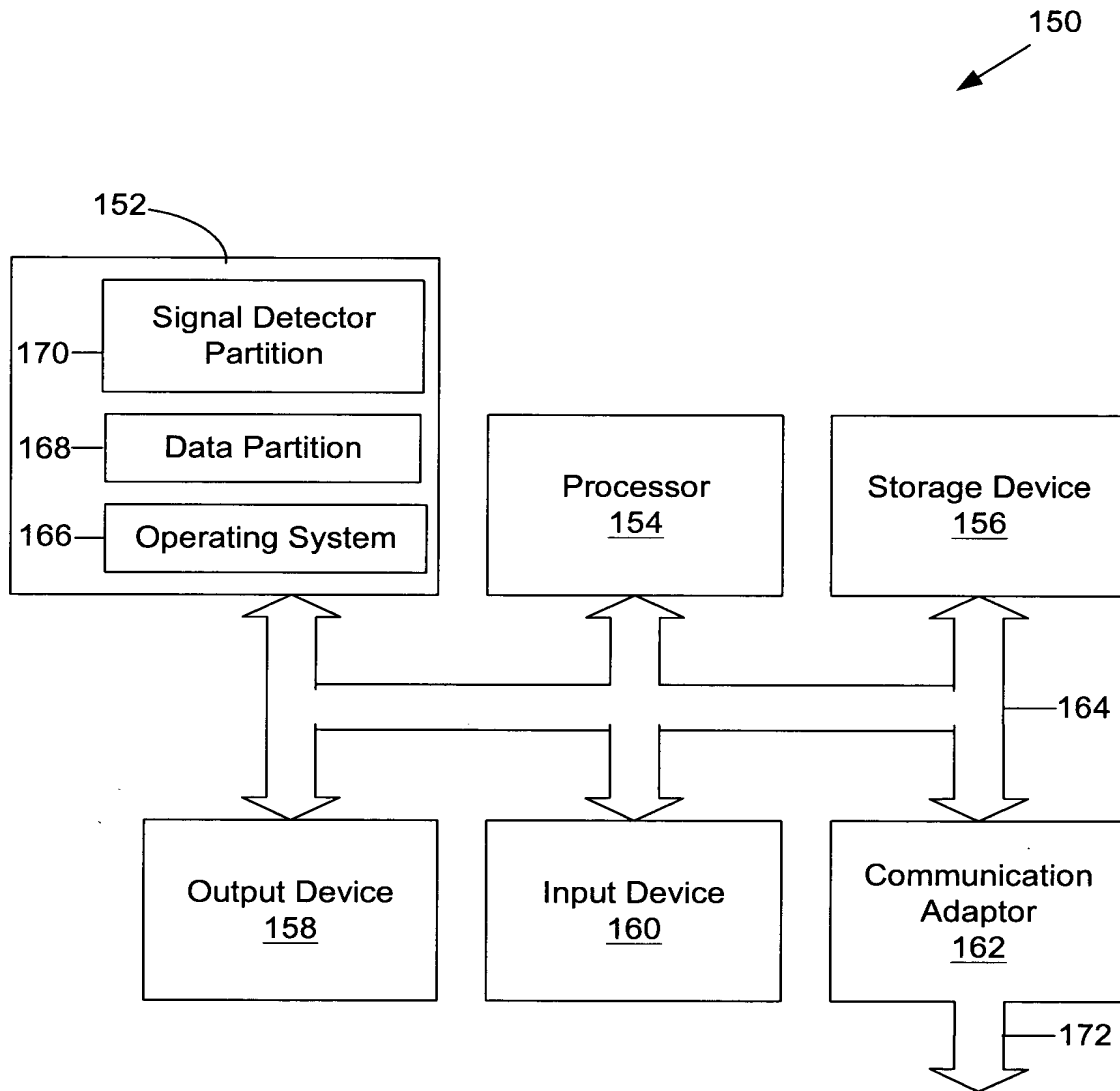 150
152
Signal Detector
Partition
170
168
Data Partition
166
Operating System
Processor
154
Storage Device
156
164
Output Device
158
Input Device
160
Communication
Adaptor
162
172